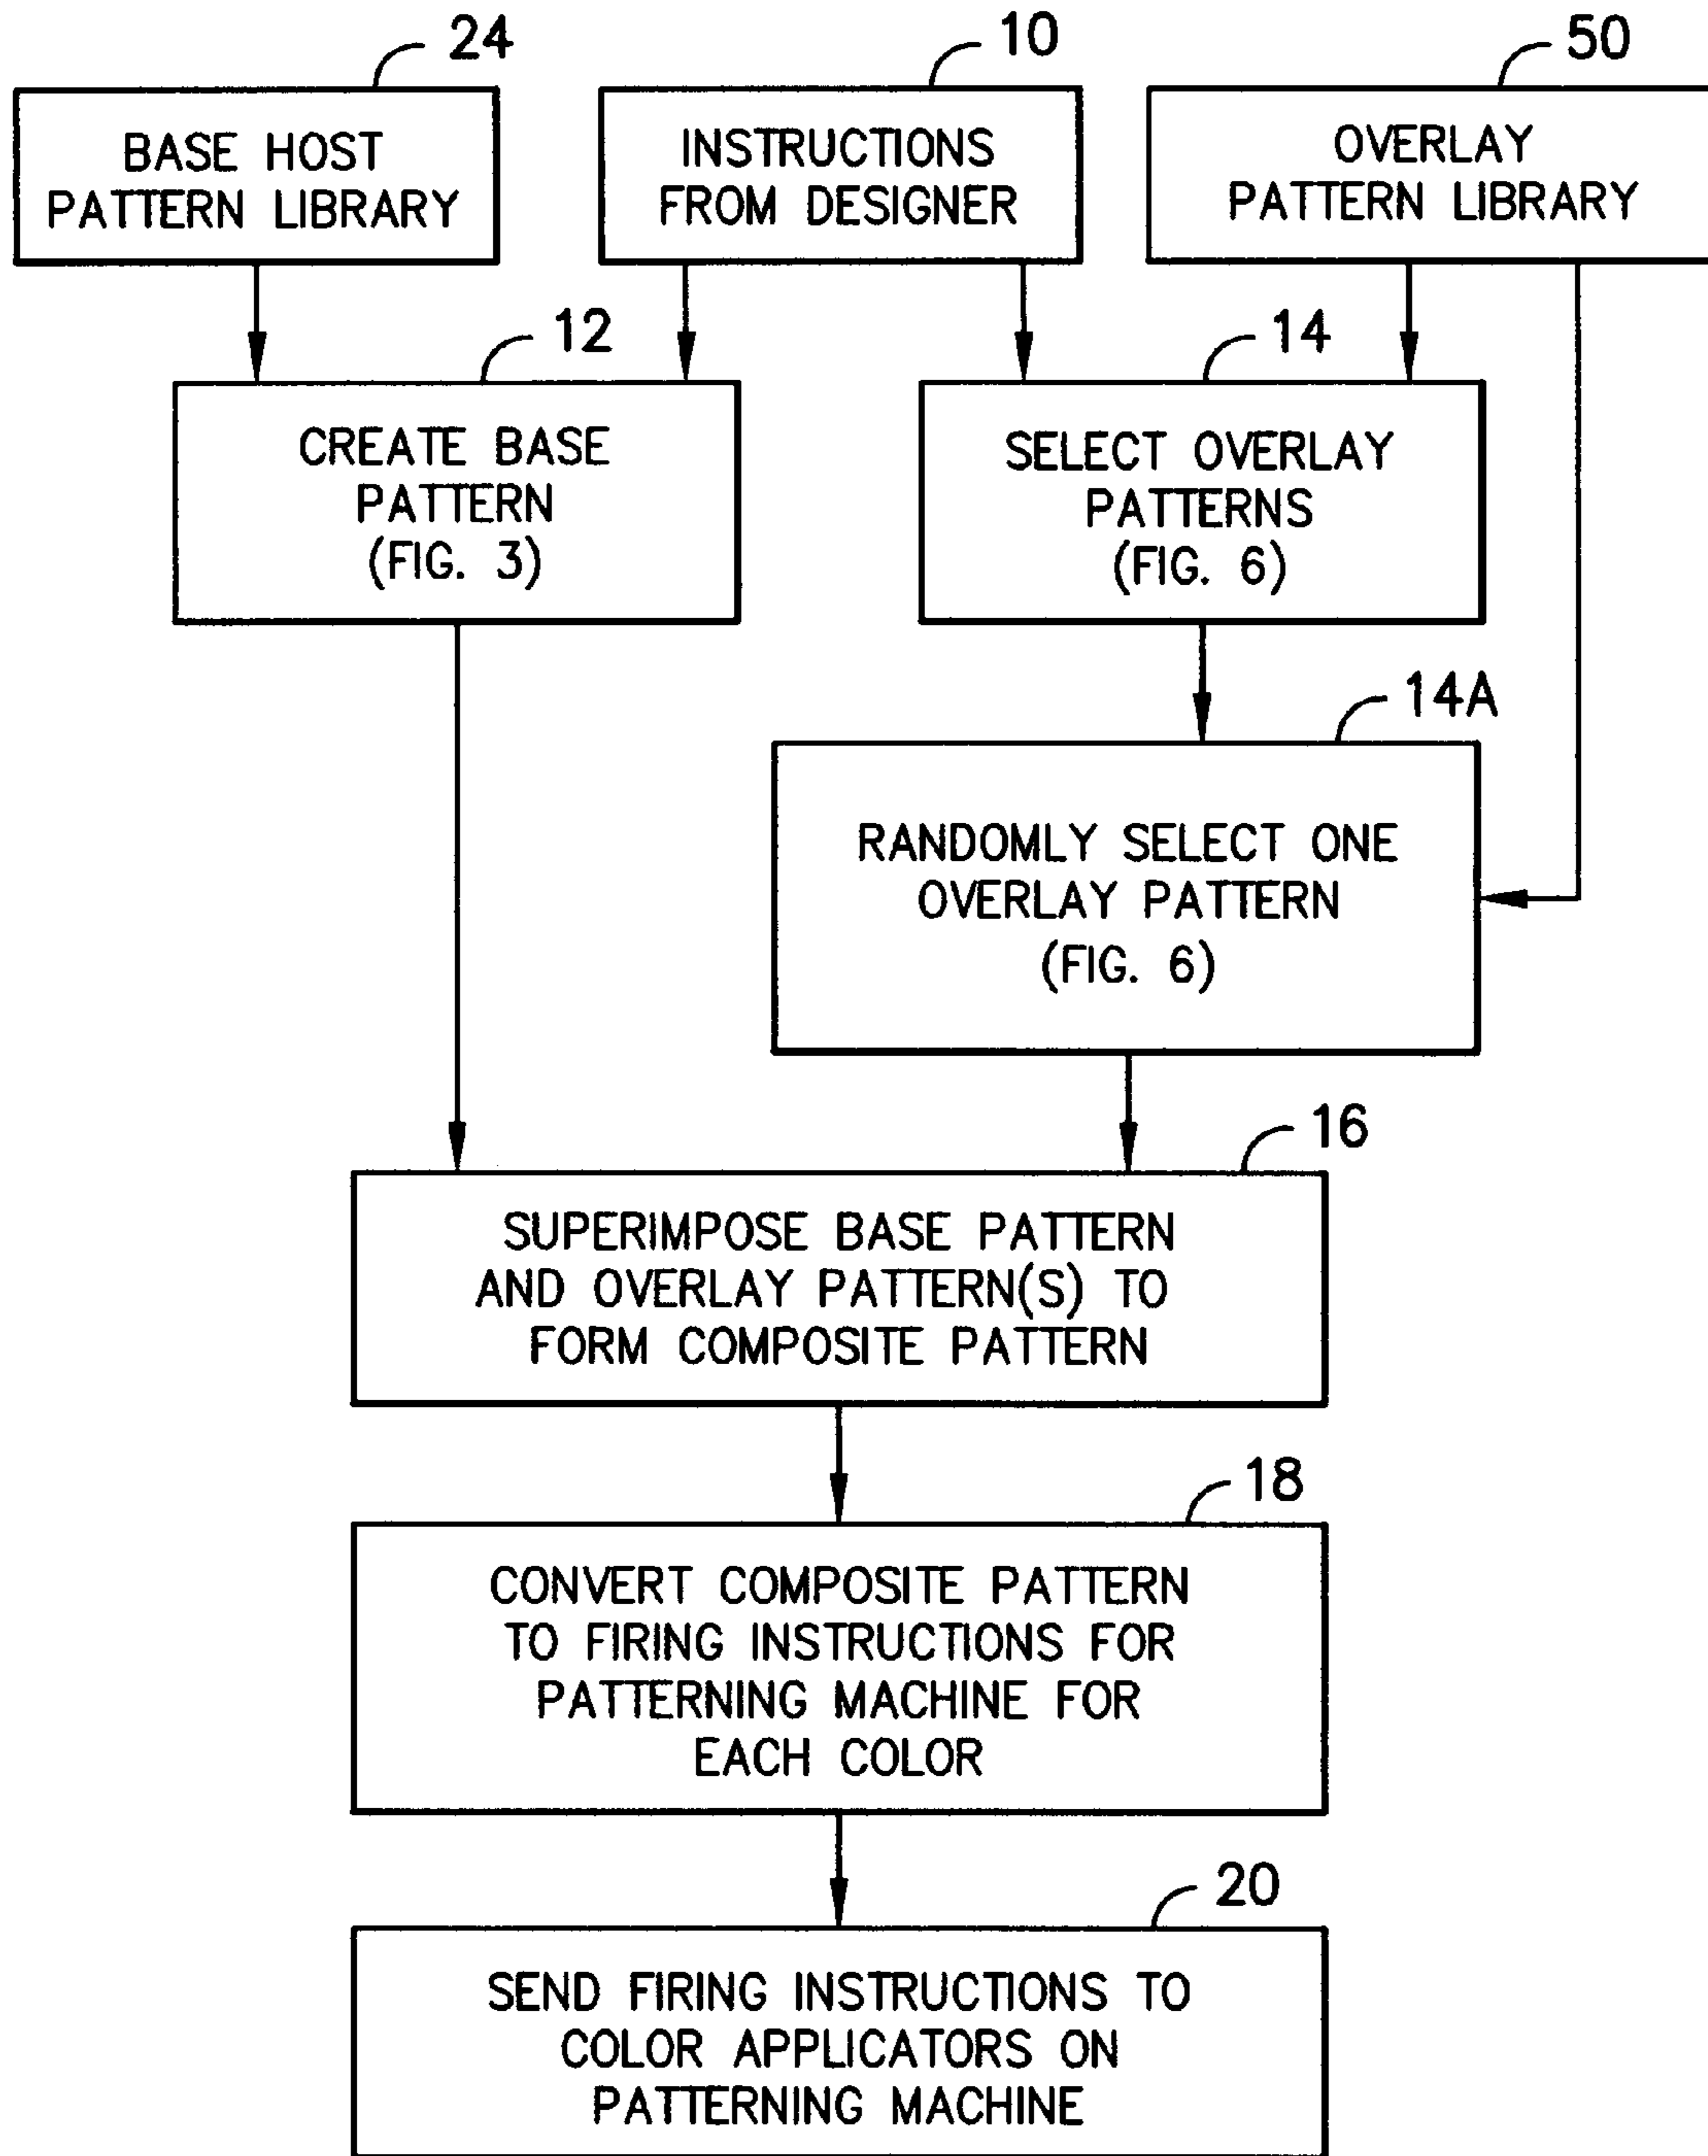 24
10
50
BASE HOST
PATTERN LIBRARY
INSTRUCTIONS
FROM DESIGNER
OVERLAY
PATTERN LIBRARY
12
14
CREATE BASE
PATTERN
(FIG. 3)
SELECT OVERLAY
PATTERNS
(FIG. 6)
14A
RANDOMLY SELECT ONE
OVERLAY PATTERN
(FIG. 6)
16
SUPERIMPOSE BASE PATTERN
AND OVERLAY PATTERN(S) TO
FORM COMPOSITE PATTERN
18
CONVERT COMPOSITE PATTERN
TO FIRING INSTRUCTIONS FOR
PATTERNING MACHINE FOR
EACH COLOR
20
SEND FIRING INSTRUCTIONS TO
COLOR APPLICATORS ON
PATTERNING MACHINE